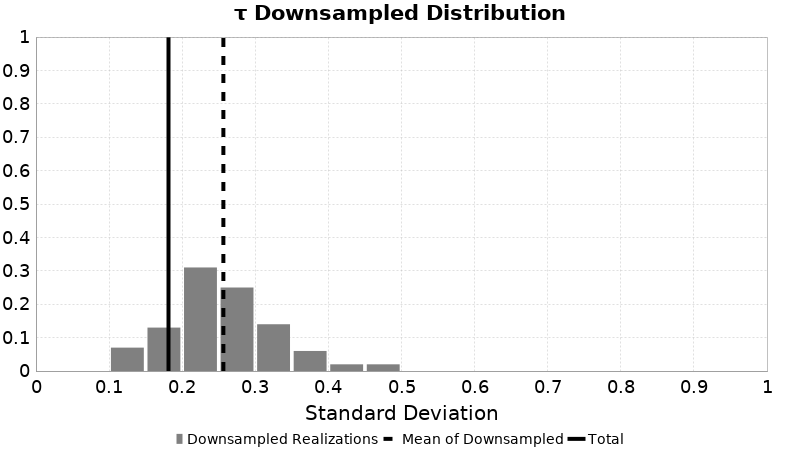 τ Downsampled Distribution
1
0.9
0.8
0.7
0.6
0.5
0.4
0.3
0.2
0.1
0
0 0.1 0.2 0.3 0.4 0.5 0.6 0.7 0.8 0.9 1
Standard Deviation
Downsampled Realizations Mean of Downsampled Total